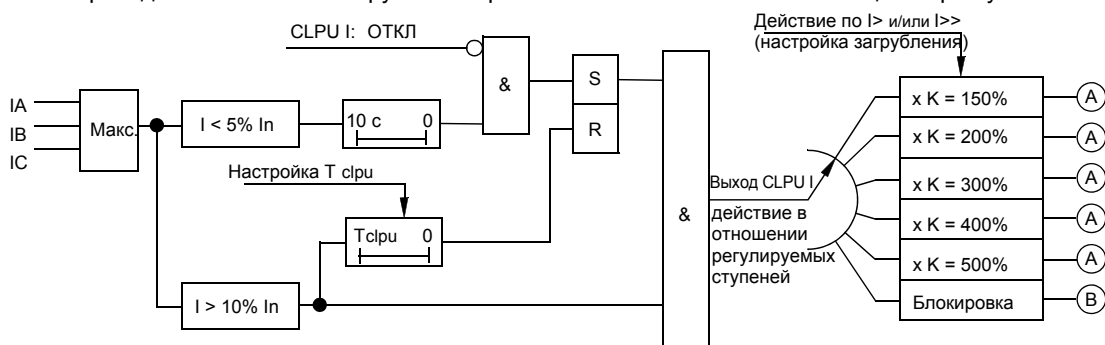 CLPU I: ОТКЛ
Действие по I> и/или I>>
(настройка загрубления)
IA
IB
IC
Макс.
I < 5% In
10 с 0
&
S
R
Настройка T clpu
Tclpu 0
I > 10% In
&
Выход CLPU I
действие в
отношении
регулируемых
ступеней
x K = 150%
A
x K = 200%
A
x K = 300%
A
x K = 400%
A
x K = 500%
A
Блокировка
B